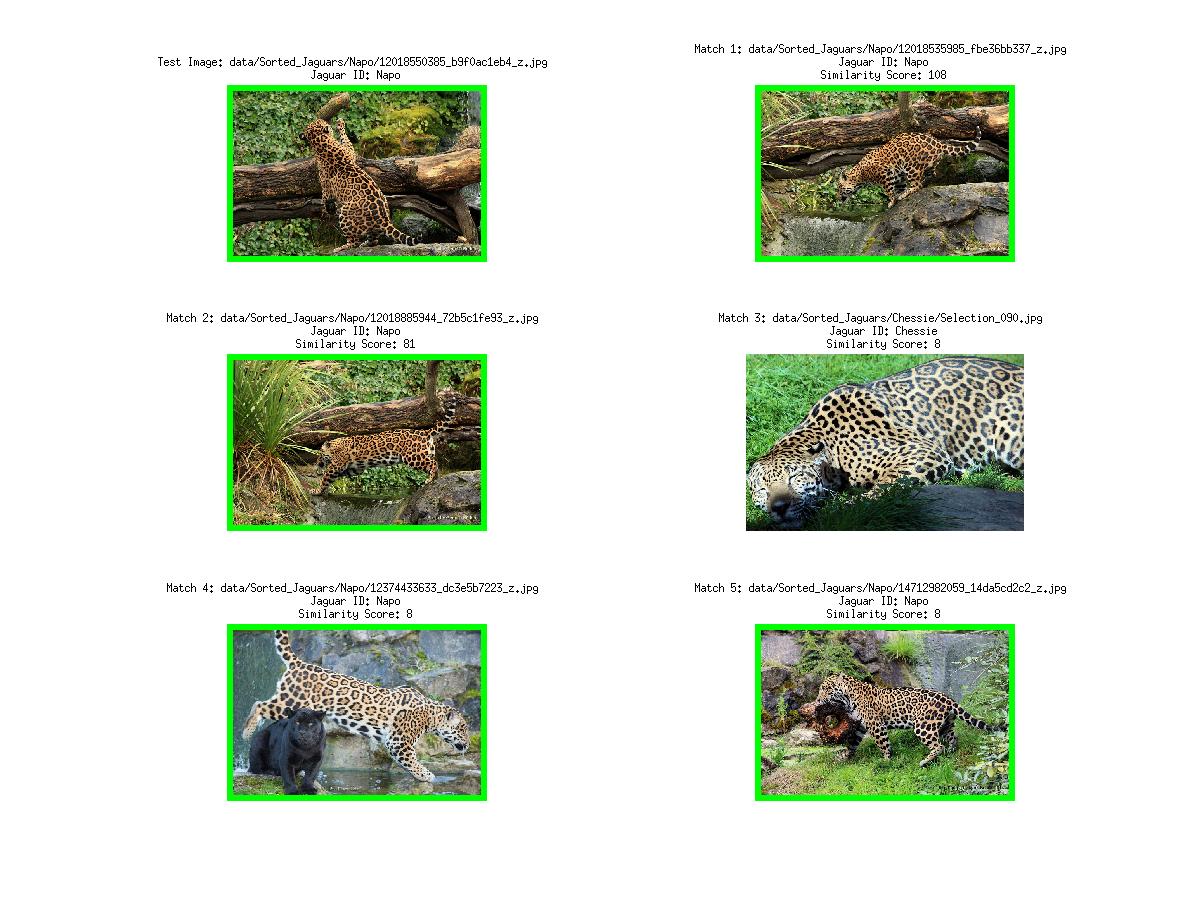 Test Image: data/Sorted_Jaguars/Napo/12018550385_b9f0ac1eb4_z.jpg
Jaguar ID: Napo
Match 1: data/Sorted_Jaguars/Napo/12018535985_fbe36bb337_z.jpg
Jaguar ID: Napo
Similarity Score: 108
Match 2: data/Sorted_Jaguars/Napo/12018885944_72b5c1fe93_z.jpg
Jaguar ID: Napo
Similarity Score: 81
Match 3: data/Sorted_Jaguars/Chessie/Selection_090.jpg
Jaguar ID: Chessie
Similarity Score: 8
Match 4: data/Sorted_Jaguars/Napo/12374433633_dc3e5b7223_z.jpg
Jaguar ID: Napo
Similarity Score: 8
Match 5: data/Sorted_Jaguars/Napo/14712982059_14da5cd2c2_z.jpg
Jaguar ID: Napo
Similarity Score: 8